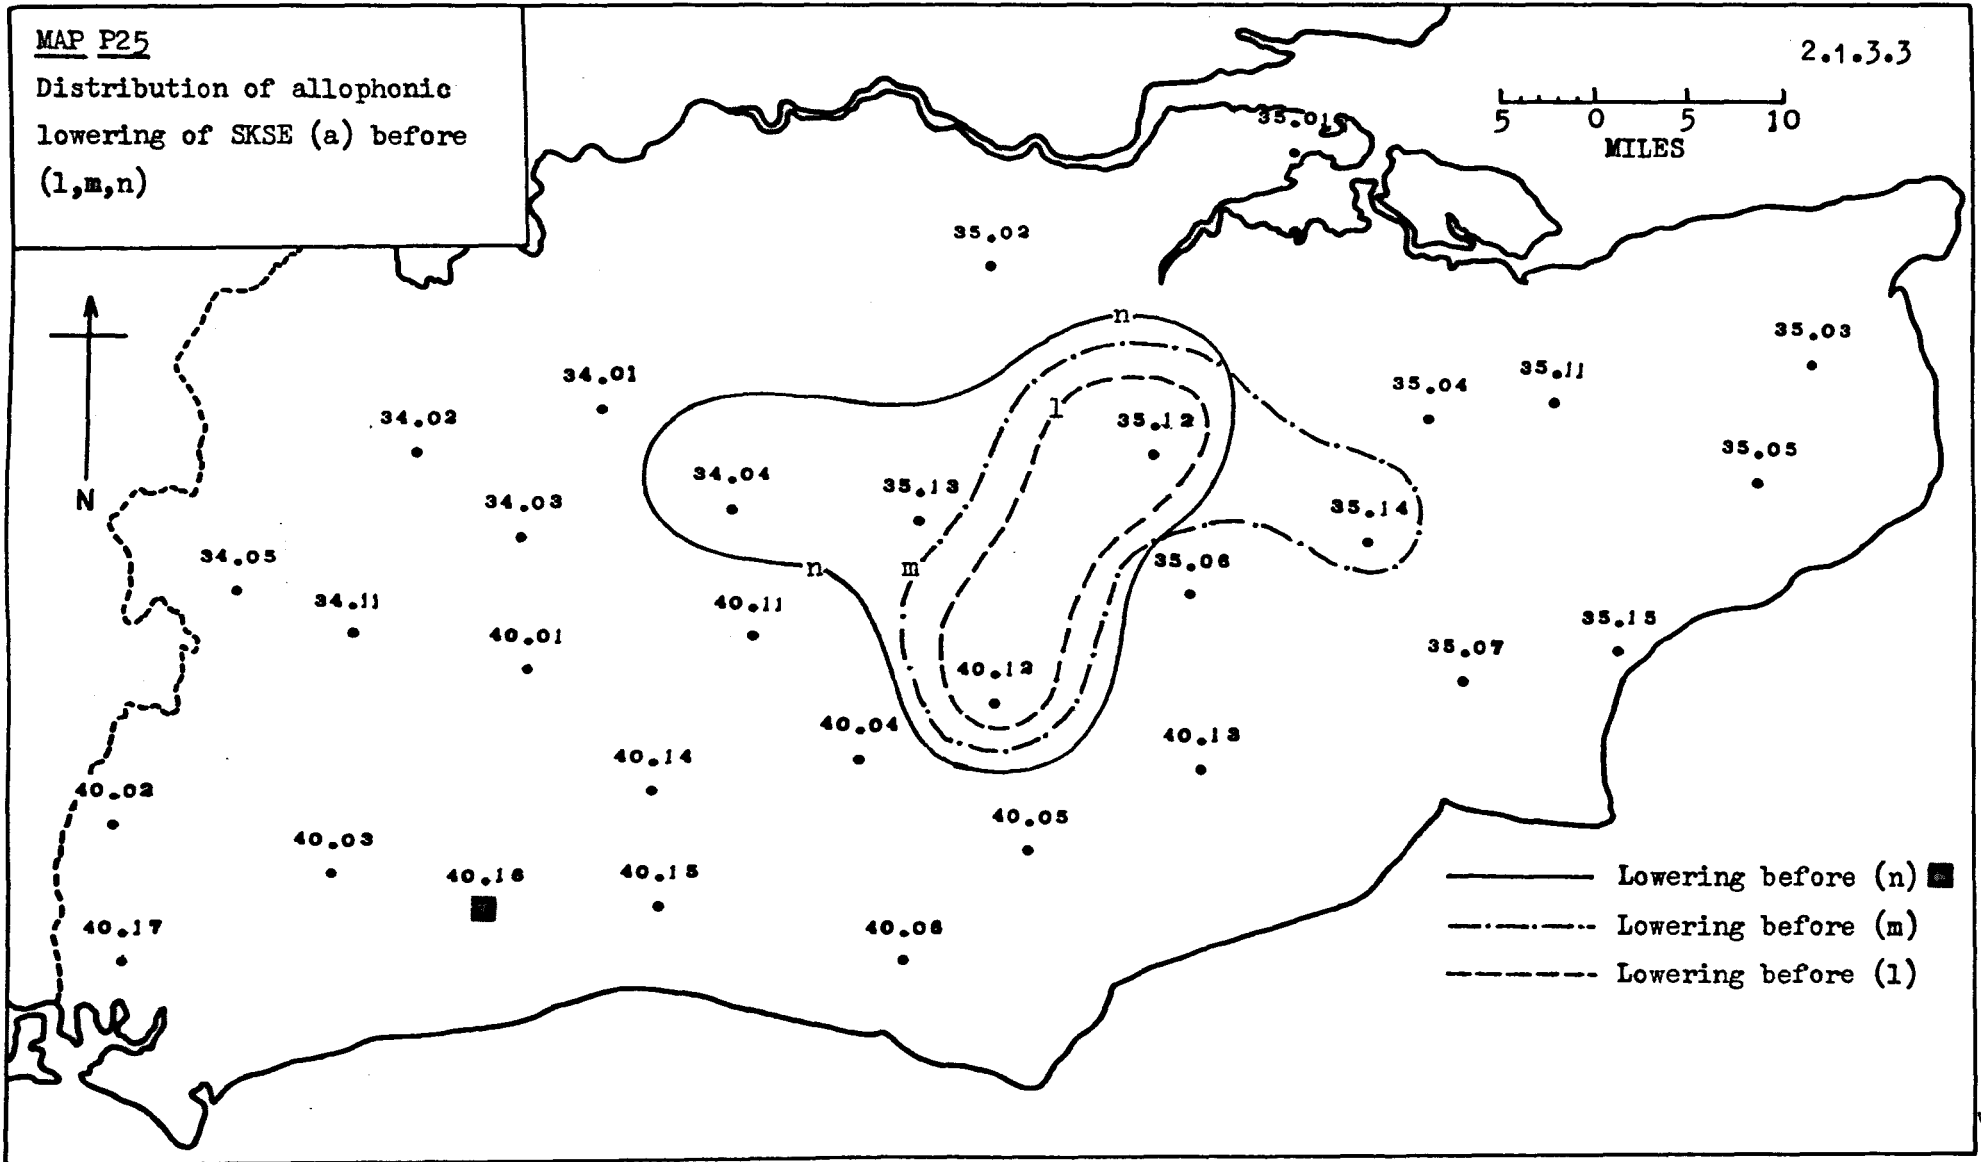 MAP P25
Distribution of allophonic
lowering of SKSE (a) before
(l,m,n)
2.1.3.3
5 0 5 10
MILES
35.01
35.02
35.03
n
34.01
35.11
35.04
34.02
l
35.12
35.05
34.04
35.13
34.03
35.14
34.05
n
m
35.06
34.11
40.11
40.01
35.15
35.07
40.12
40.04
40.13
40.14
40.02
40.05
40.03
40.16
40.15
40.17
40.06
N
Lowering before (n)
Lowering before (m)
Lowering before (l)